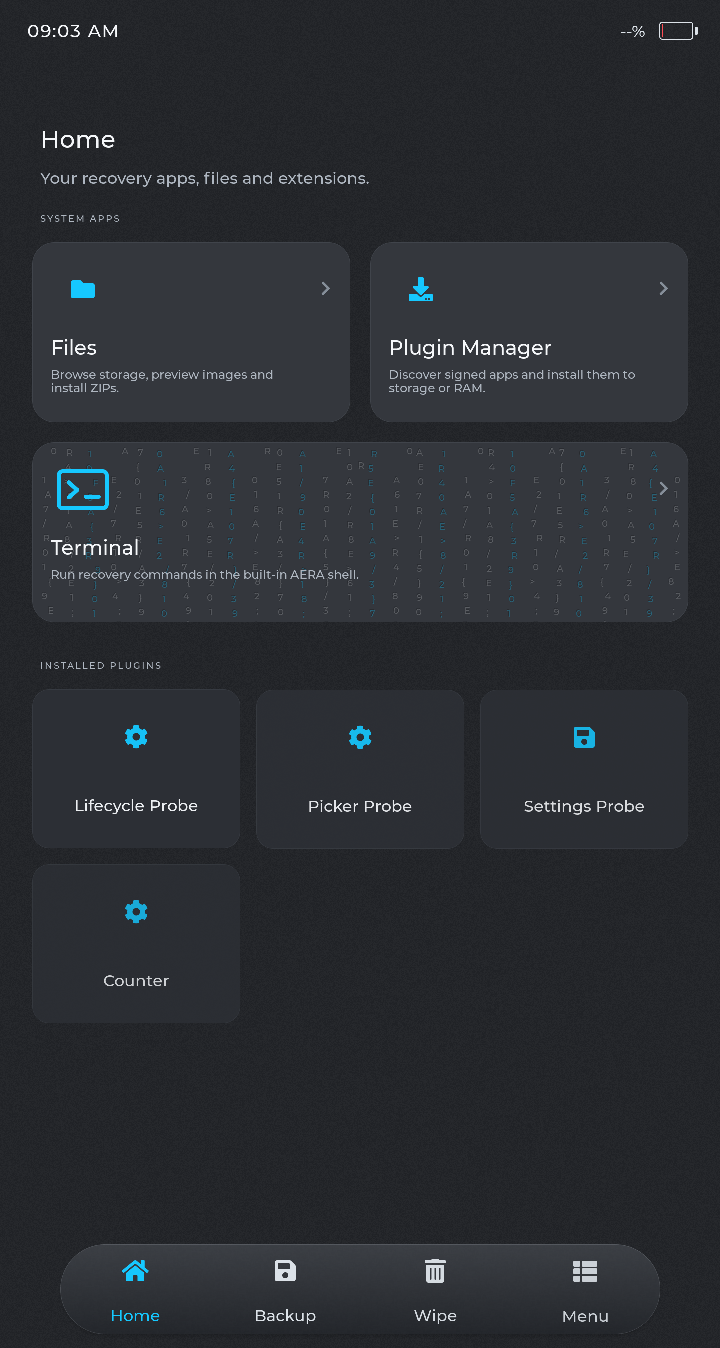 09:03 AM
--%
Home
Your recovery apps, files and extensions.
SYSTEM APPS
Files
Browse storage, preview images and
install ZIPs.
Plugin Manager
Discover signed apps and install them to
storage or RAM.
Terminal
Run recovery commands in the built-in AERA shell.
INSTALLED PLUGINS
Lifecycle Probe
Picker Probe
Settings Probe
Counter
Home
Backup
Wipe
Menu